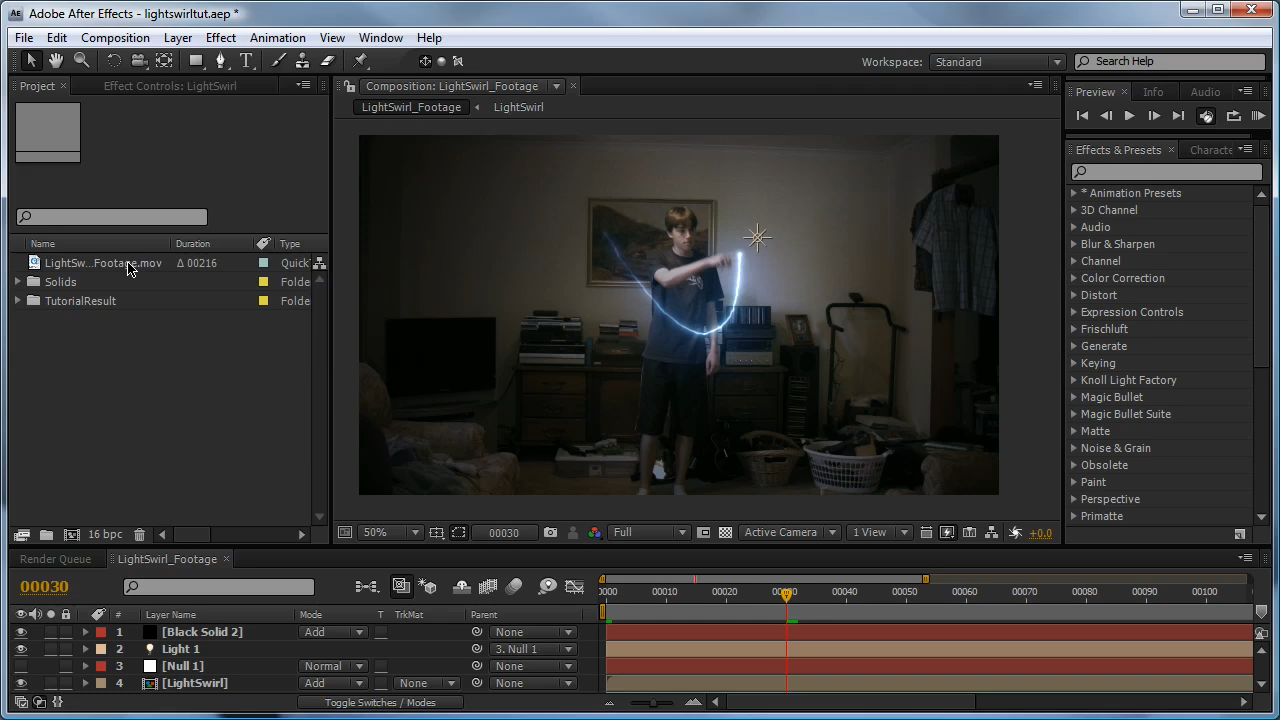 Adobe After Effects - lightswirltut.aep *
File Edit Composition Layer Effect Animation View Window Help
Workspace: Standard Search Help
Project Effect Controls: LightSwirl Composition: LightSwirl_Footage Preview Info Audio
LightSwirl_Footage LightSwirl
Effects & Presets Characte
Name Duration Type
LightSw...Footage.mov Δ 00216 Quick
Solids Folde
TutorialResult Folde
* Animation Presets
3D Channel
Audio
Blur & Sharpen
Channel
Color Correction
Distort
Expression Controls
Frischluft
Generate
Keying
Knoll Light Factory
Magic Bullet
Magic Bullet Suite
Matte
Noise & Grain
Obsolete
Paint
Perspective
Primatte
16 bpc 50% 00030 Full Active Camera 1 View +0.0
Render Queue LightSwirl_Footage
00030
0000 00010 00020 00030 00040 00050 00060 00070 00080 00090 00100
# Layer Name Mode T TrkMat Parent
1 [Black Solid 2] Add None
2 Light 1 3. Null 1
3 [Null 1] Normal None
4 [LightSwirl] Add None None
Toggle Switches / Modes